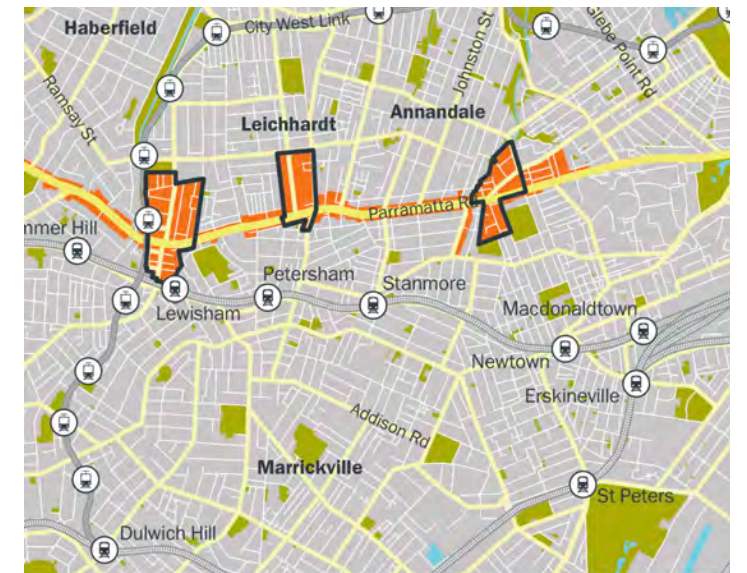 Haberfield
City West Link
Johnston St
Glebe Point Rd
Ramsay St
Annandale
Leichhardt
Parramatta Rd
mmer Hill
Petersham
Stanmore
Lewisham
Macdonaldtown
Newtown
Erskineville
Addison Rd
Marrickville
St Peters
Dulwich Hill